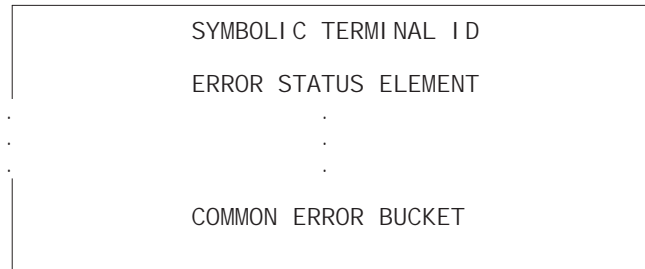 SYMBOLIC TERMINAL ID
ERROR STATUS ELEMENT
. .
. .
. .
COMMON ERROR BUCKET